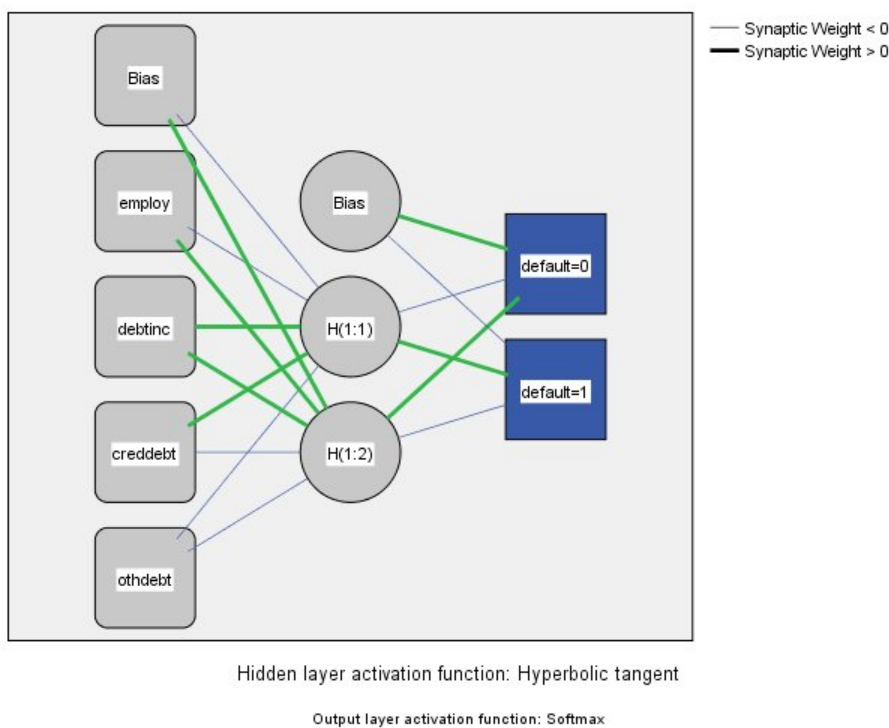 Synaptic Weight < 0
Synaptic Weight > 0
Bias
employ
debtinc
creddebt
othdebt
Bias
H(1:1)
H(1:2)
default=0
default=1
Hidden layer activation function: Hyperbolic tangent
Output layer activation function: Softmax